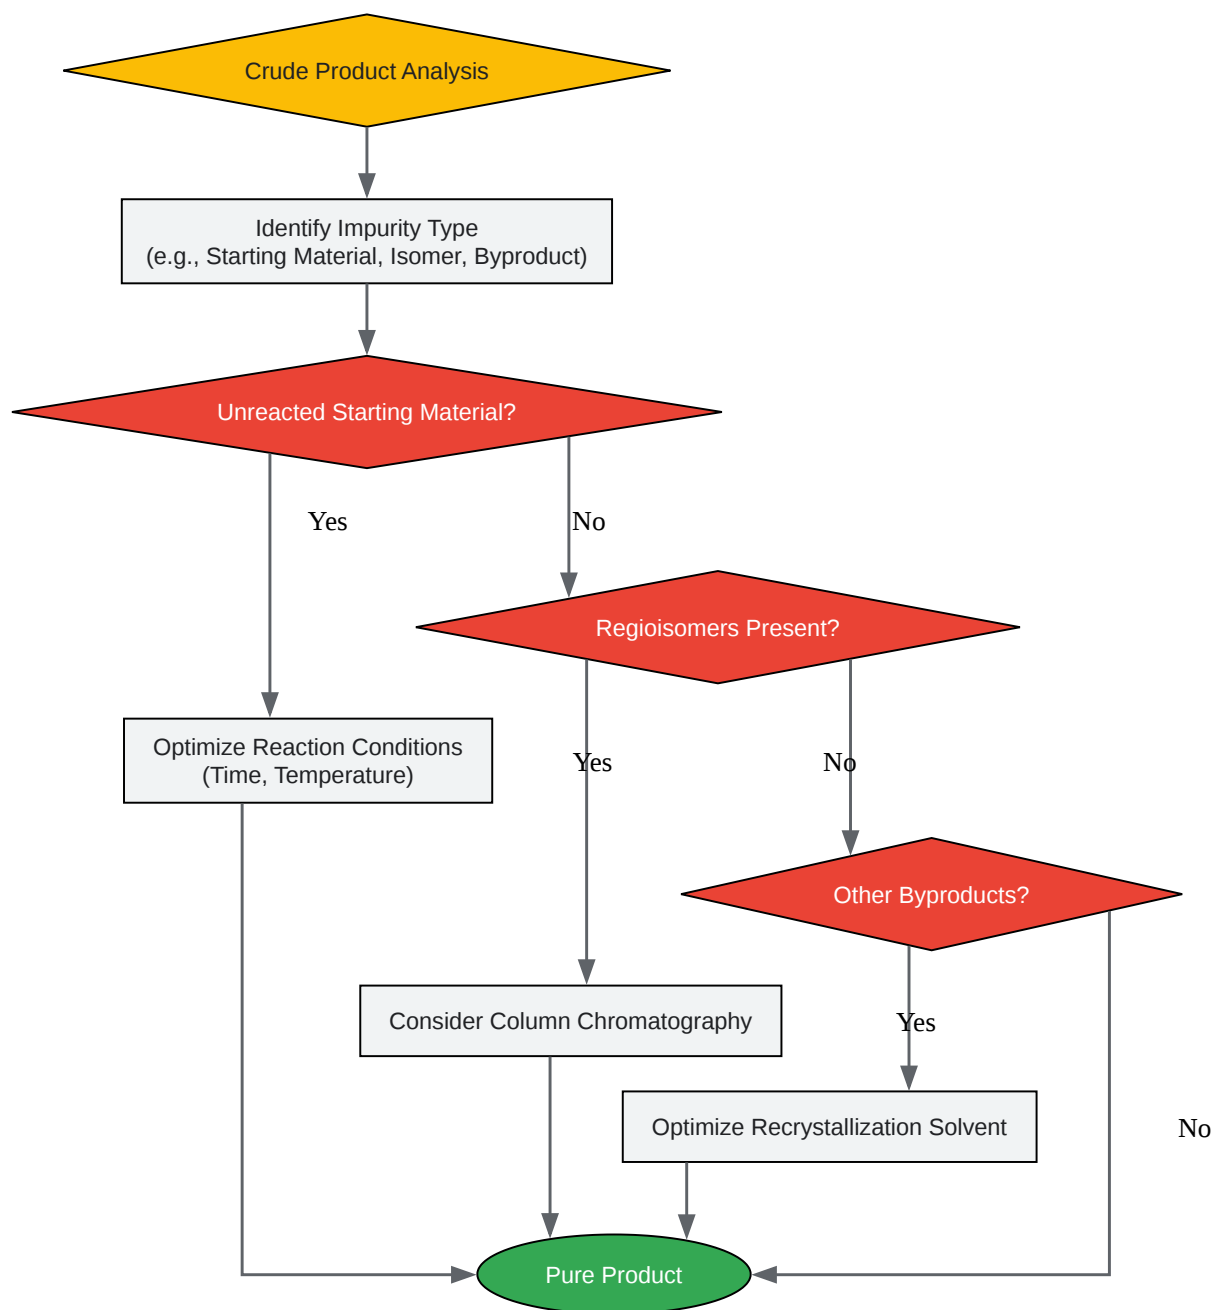 Crude Product Analysis
Identify Impurity Type
(e.g., Starting Material, Isomer, Byproduct)
Unreacted Starting Material?
Yes
No
Regioisomers Present?
Optimize Reaction Conditions
(Time, Temperature)
Yes
No
Other Byproducts?
Consider Column Chromatography
Yes
Optimize Recrystallization Solvent
No
Pure Product